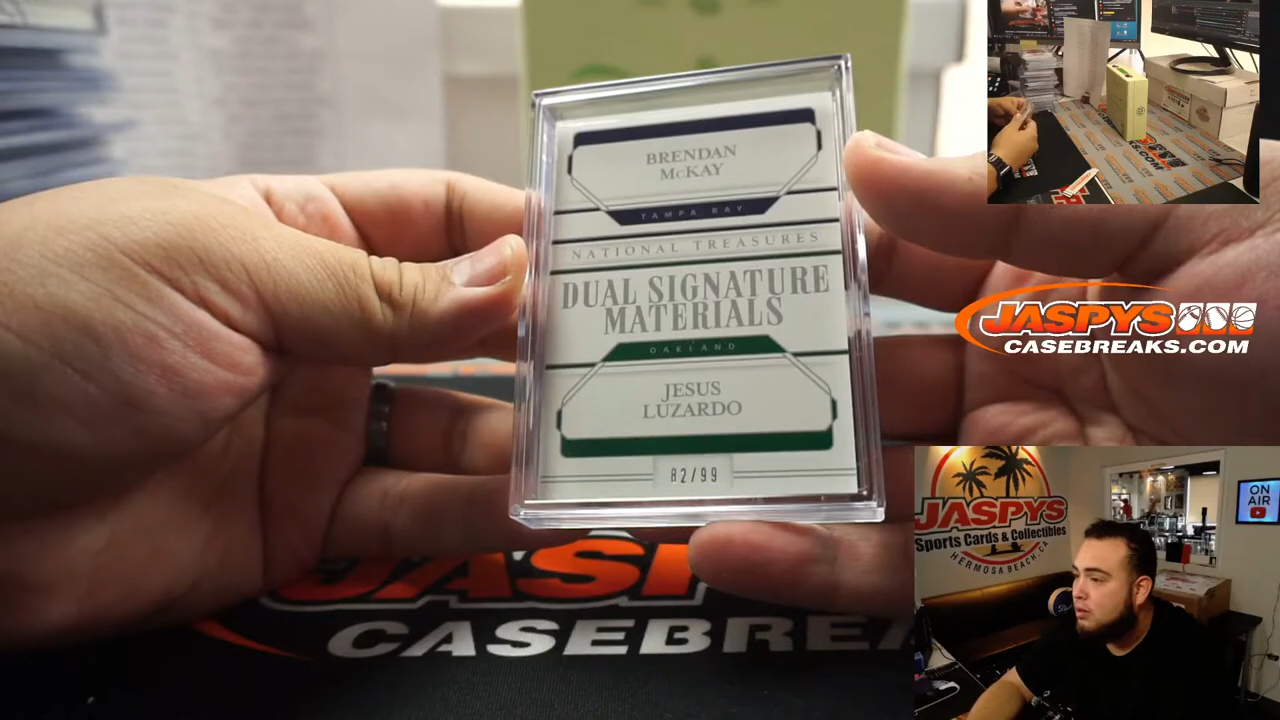 BRENDAN
McKAY
TAMPA BAY
NATIONAL TREASURES
DUAL SIGNATURE
MATERIALS
OAKLAND
JESUS
LUZARDO
82/99
CASEBREA
JASPYS
CASEBREAKS.COM
JASPYS
Sports Cards & Collectibles
HERMOSA BEACH, CA
ON
AIR